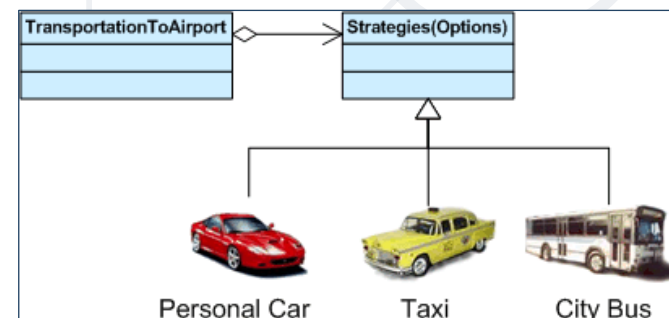 TransportationToAirport
Strategies(Options)
Personal Car
Taxi
City Bus